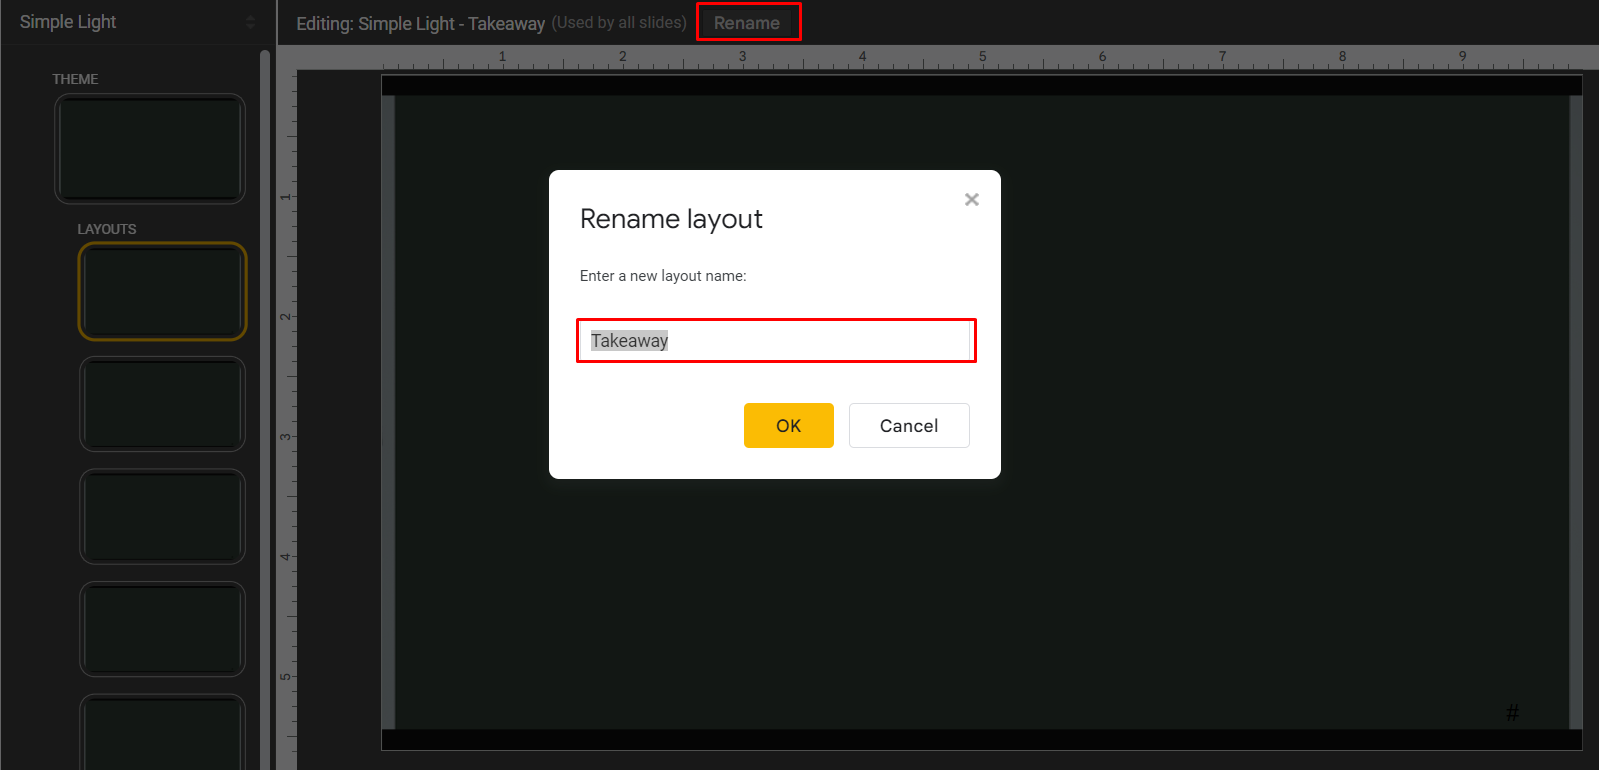 Simple Light
Editing: Simple Light - Takeaway (Used by all slides) Rename
1 2 3 4 5 6 7 8 9
THEME
LAYOUTS
1
2
3
4
5
Rename layout
×
Enter a new layout name:
Takeaway
OK Cancel
#